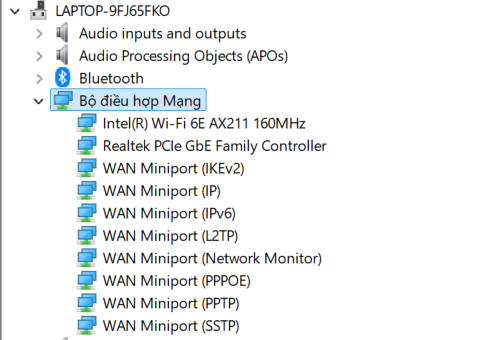 LAPTOP-9FJ65FKO
Audio inputs and outputs
Audio Processing Objects (APOs)
Bluetooth
Bộ điều hợp Mạng
Intel(R) Wi-Fi 6E AX211 160MHz
Realtek PCIe GbE Family Controller
WAN Miniport (IKEv2)
WAN Miniport (IP)
WAN Miniport (IPv6)
WAN Miniport (L2TP)
WAN Miniport (Network Monitor)
WAN Miniport (PPPOE)
WAN Miniport (PPTP)
WAN Miniport (SSTP)